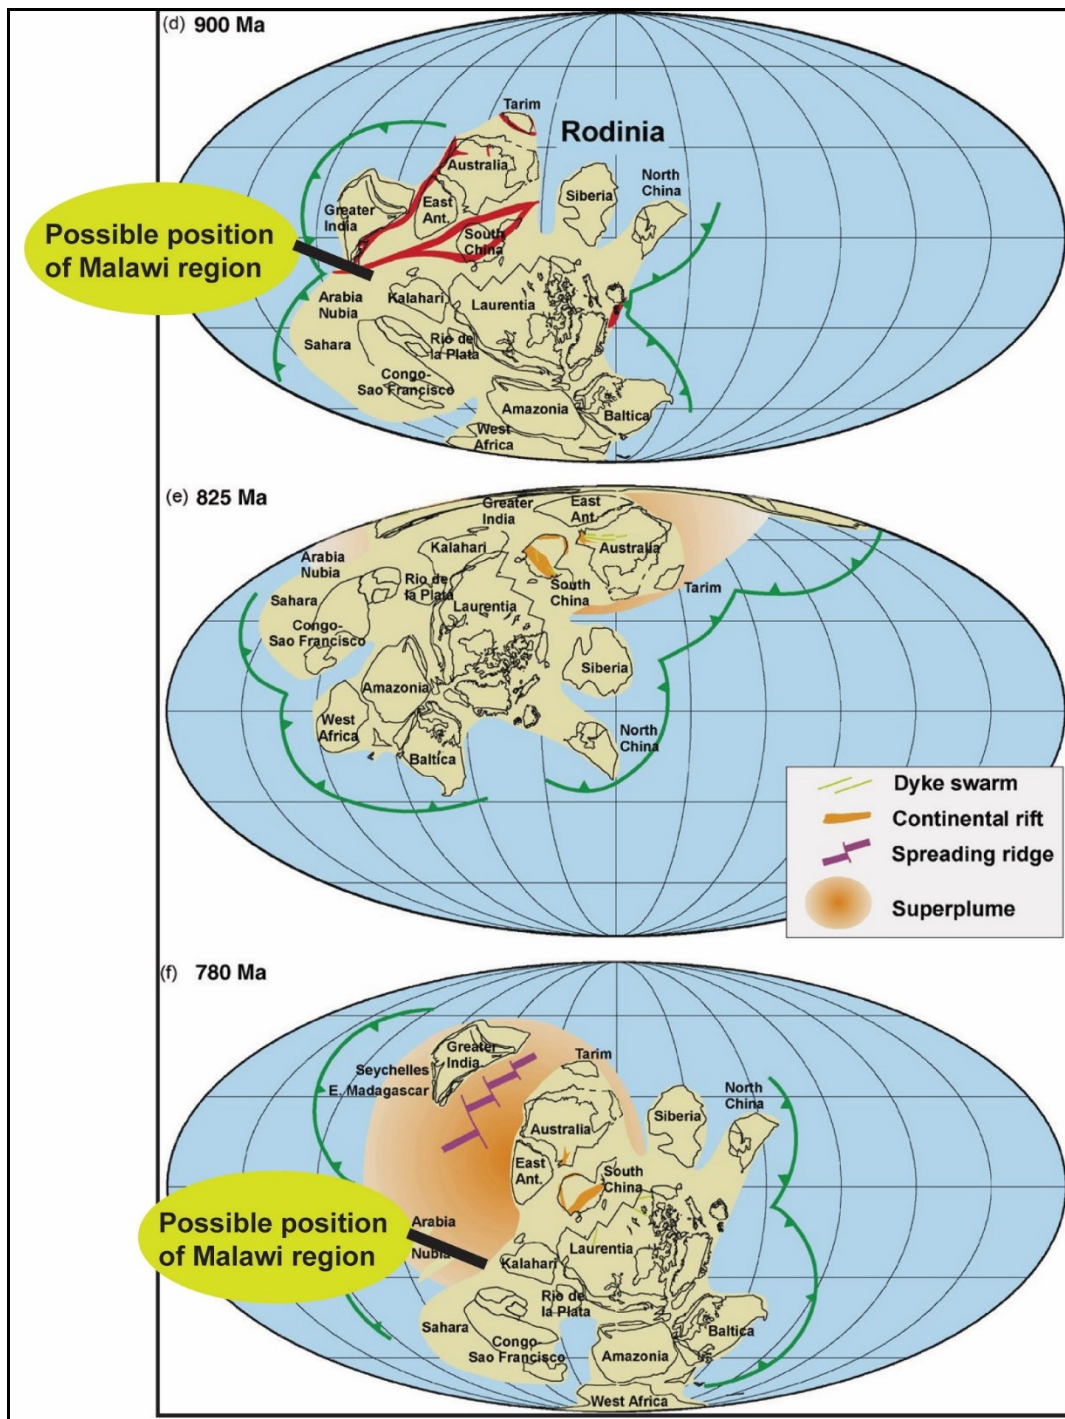 (d) 900 Ma
Tarim
Rodinia
Australia
Siberia
North
China
Greater
India
East
Ant.
South
China
Possible position
of Malawi region
Arabia
Nubia
Kalahari
Laurentia
Sahara
Rio de
la Plata
Congo-
Sao Francisco
Amazonia
Baltica
West
Africa
(e) 825 Ma
Greater
India
East
Ant.
Arabia
Nubia
Kalahari
Australia
Rio de
la Plata
South
China
Tarim
Sahara
Laurentia
Congo-
Sao Francisco
Siberia
Amazonia
West
Africa
Baltica
North
China
Dyke swarm
Continental rift
Spreading ridge
Superplume
(f) 780 Ma
Greater
India
Seychelles
E. Madagascar
Tarim
North
China
Siberia
Australia
East
Ant.
South
China
Possible position
of Malawi region
Arabia
Nubia
Kalahari
Laurentia
Rio de
la Plata
Sahara
Congo-
Sao Francisco
Amazonia
Baltica
West Africa